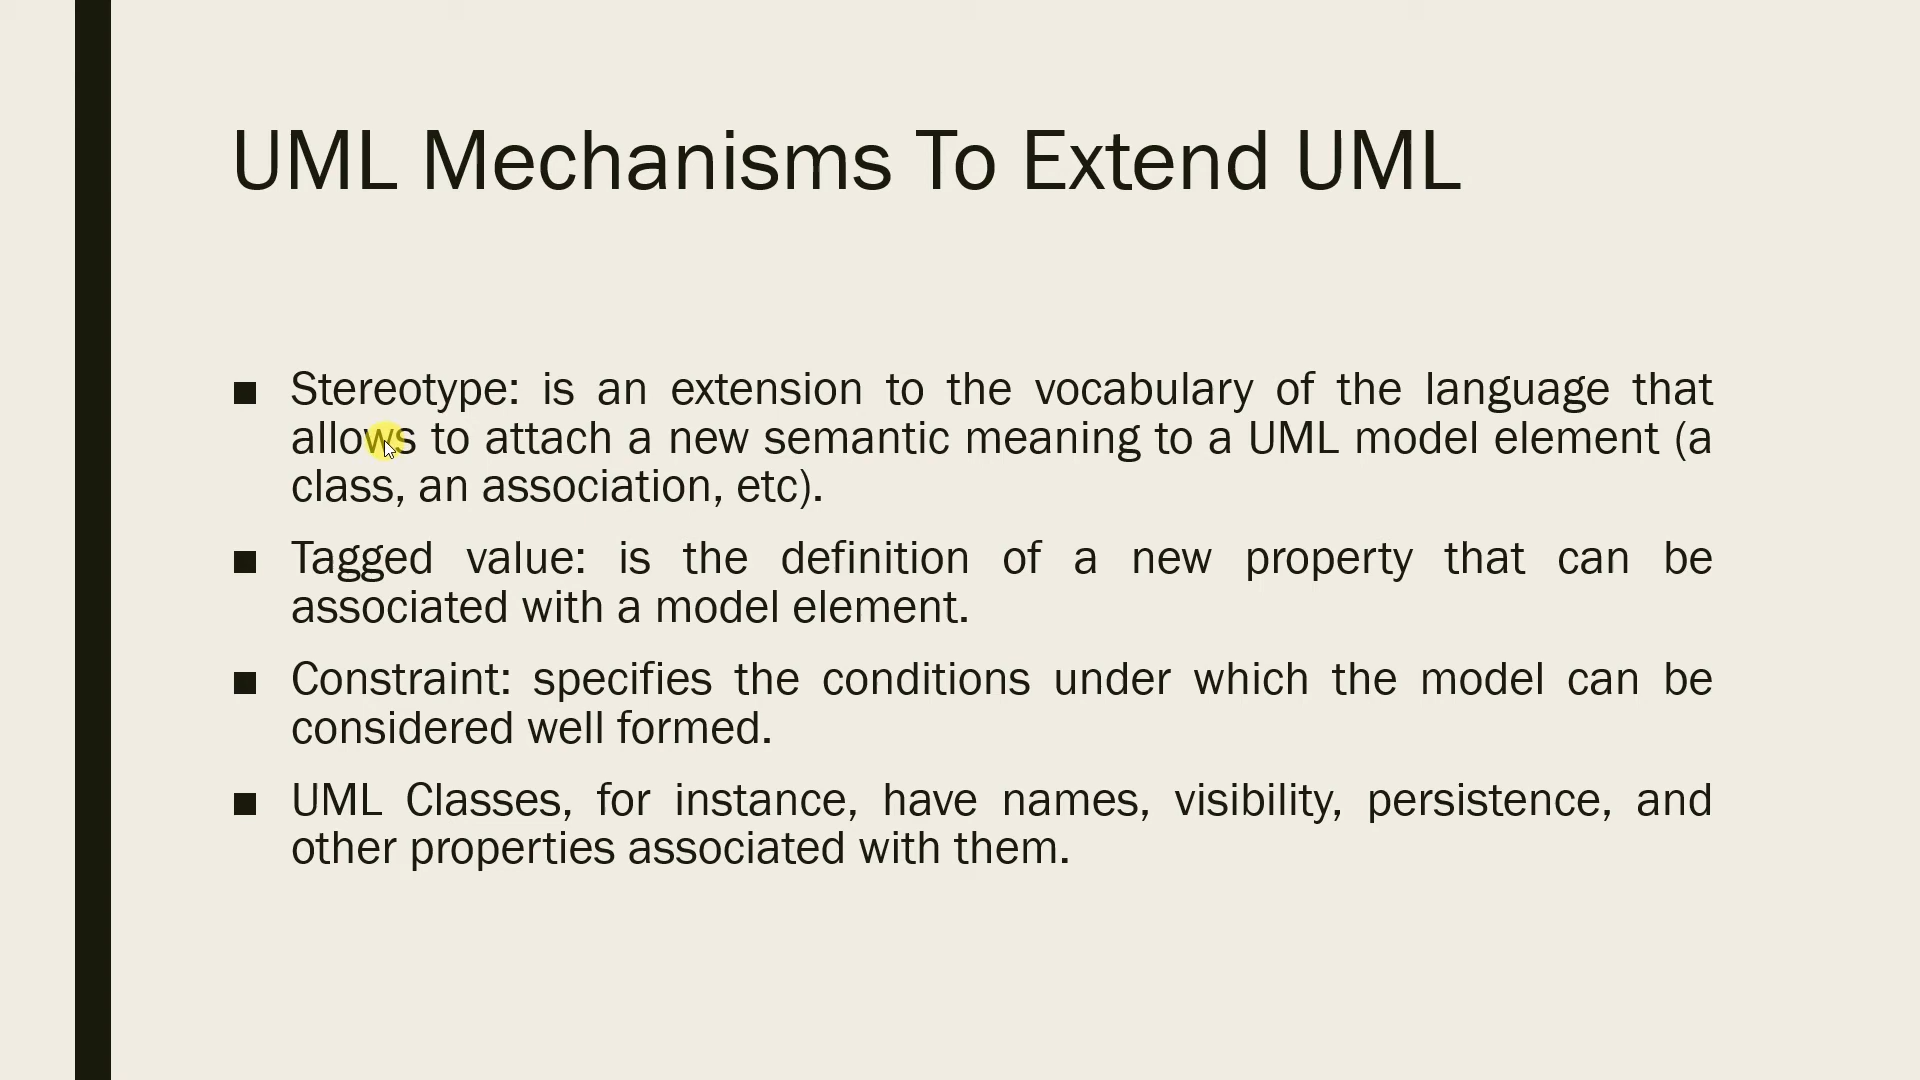 UML Mechanisms To Extend UML
■ Stereotype: is an extension to the vocabulary of the language that
allows to attach a new semantic meaning to a UML model element (a
class, an association, etc).
■ Tagged value: is the definition of a new property that can be
associated with a model element.
■ Constraint: specifies the conditions under which the model can be
considered well formed.
■ UML Classes, for instance, have names, visibility, persistence, and
other properties associated with them.